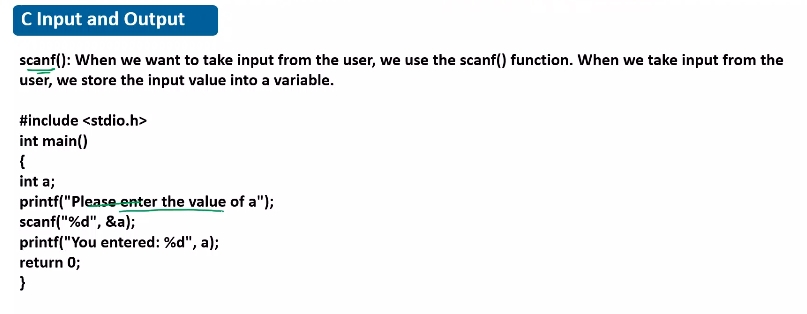 C Input and Output
scanf(): When we want to take input from the user, we use the scanf() function. When we take input from the
user, we store the input value into a variable.
#include <stdio.h>
int main()
{
int a;
printf("Please enter the value of a");
scanf("%d", &a);
printf("You entered: %d", a);
return 0;
}